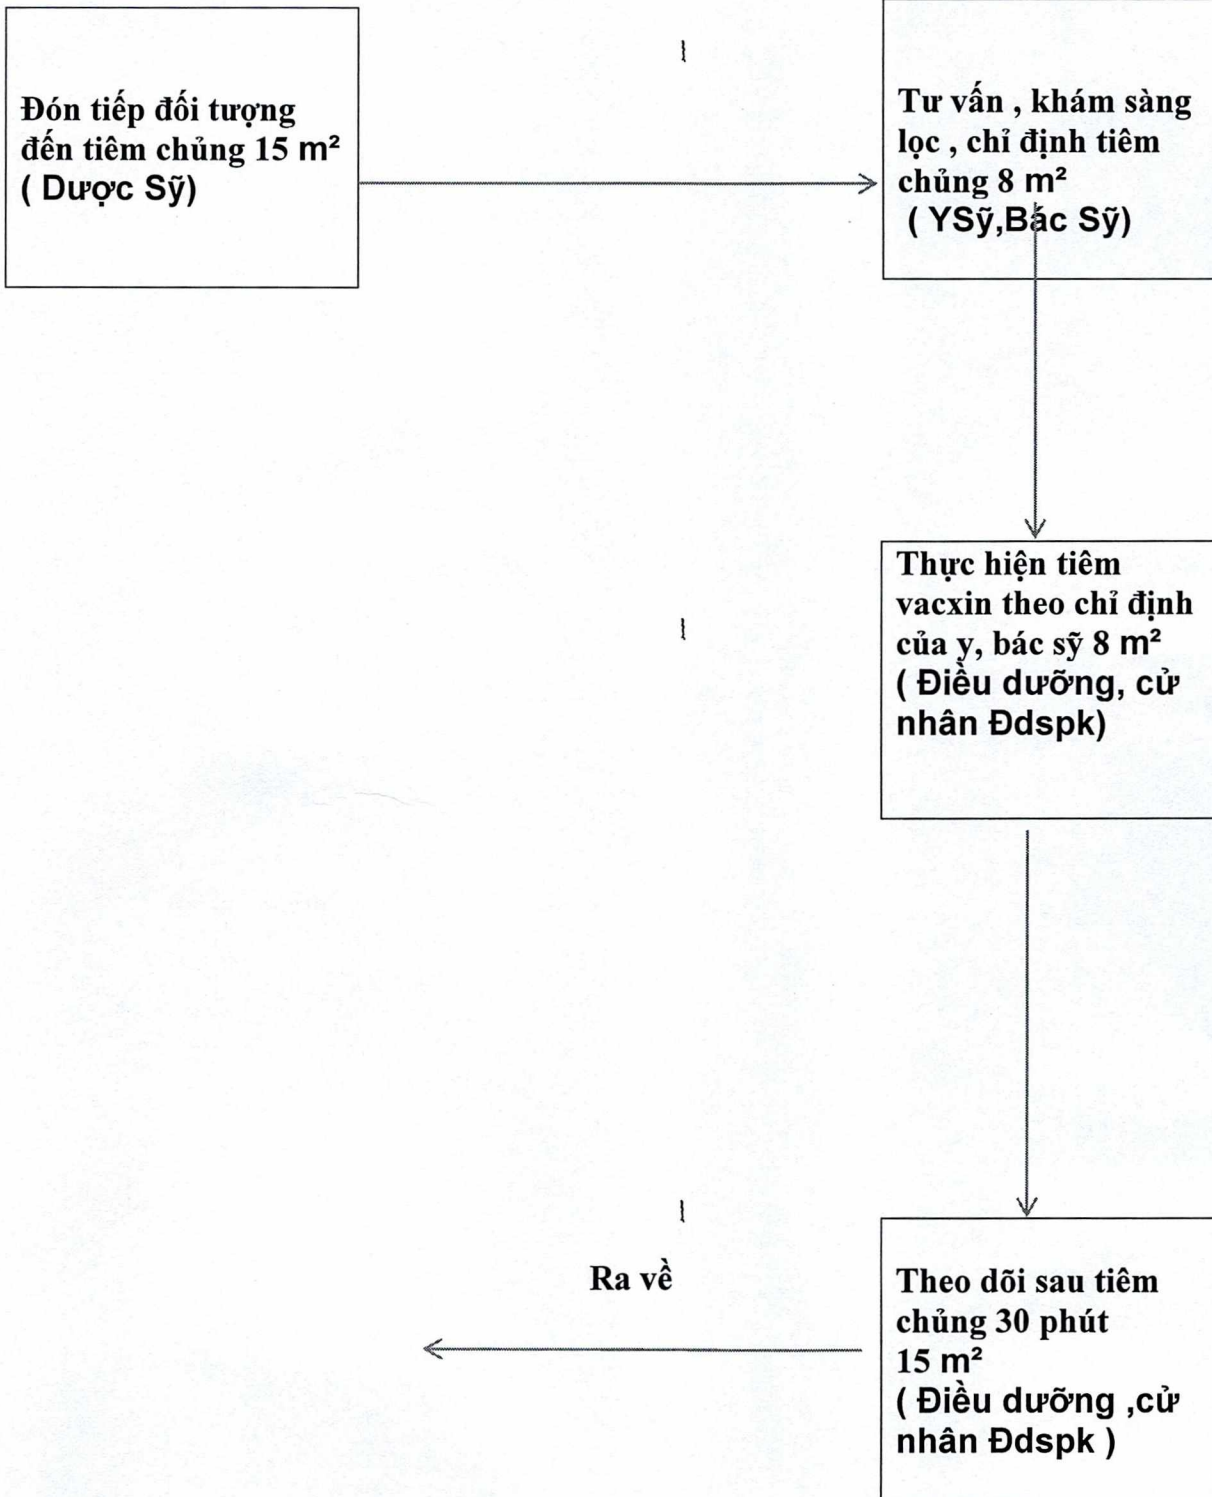 Đón tiếp đối tượng
đến tiêm chủng 15 m²
( Dược Sỹ)
Tư vấn , khám sàng
lọc , chỉ định tiêm
chủng 8 m²
( YSỹ,Bác Sỹ)
Thực hiện tiêm
vacxin theo chỉ định
của y, bác sỹ 8 m²
( Điều dưỡng, cử
nhân Đdspk)
Theo dõi sau tiêm
chủng 30 phút
15 m²
( Điều dưỡng ,cử
nhân Đdspk )
Ra về